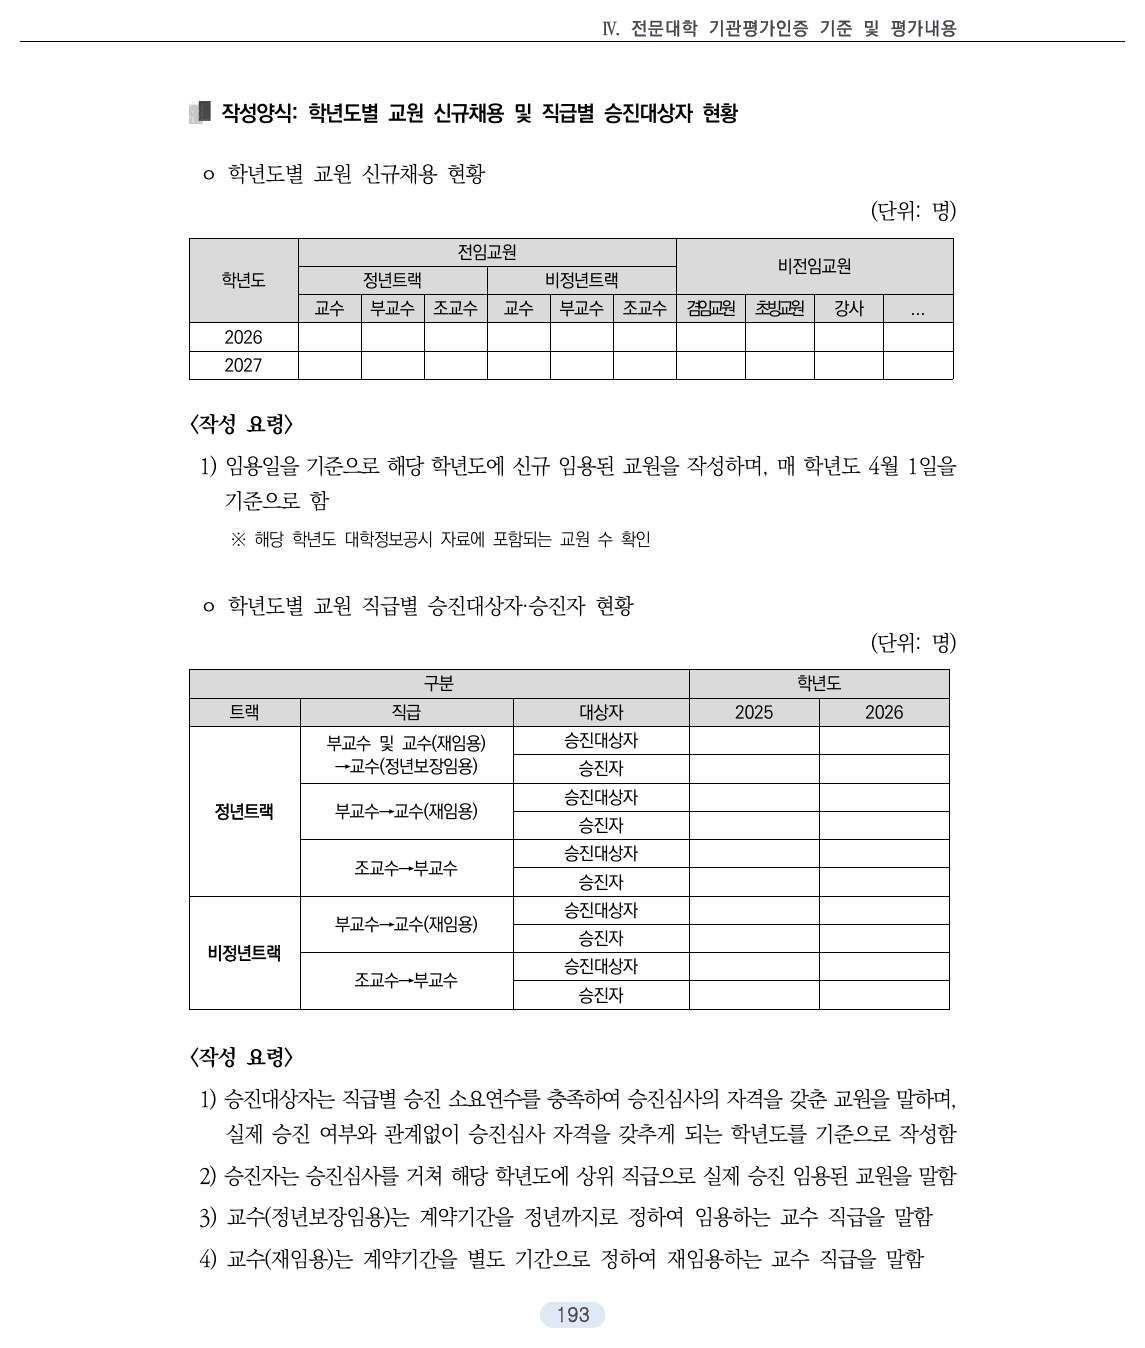 Ⅳ. 전문대학 기관평가인증 기준 및 평가내용
작성양식: 학년도별 교원 신규채용 및 직급별 승진대상자 현황
ㅇ 학년도별 교원 신규채용 현황
(단위: 명)
학년도 전임교원 비전임교원
정년트랙 비정년트랙
교수 부교수 조교수 교수 부교수 조교수 겸임교원 초빙교원 강사 …
2026
2027
<작성 요령>
1) 임용일을 기준으로 해당 학년도에 신규 임용된 교원을 작성하며, 매 학년도 4월 1일을
기준으로 함
※ 해당 학년도 대학정보공시 자료에 포함되는 교원 수 확인
ㅇ 학년도별 교원 직급별 승진대상자·승진자 현황
(단위: 명)
구분 학년도
트랙 직급 대상자 2025 2026
정년트랙
부교수 및 교수(재임용)
→교수(정년보장임용)
승진대상자
승진자
부교수→교수(재임용)
승진대상자
승진자
조교수→부교수
승진대상자
승진자
비정년트랙
부교수→교수(재임용)
승진대상자
승진자
조교수→부교수
승진대상자
승진자
<작성 요령>
1) 승진대상자는 직급별 승진 소요연수를 충족하여 승진심사의 자격을 갖춘 교원을 말하며,
실제 승진 여부와 관계없이 승진심사 자격을 갖추게 되는 학년도를 기준으로 작성함
2) 승진자는 승진심사를 거쳐 해당 학년도에 상위 직급으로 실제 승진 임용된 교원을 말함
3) 교수(정년보장임용)는 계약기간을 정년까지로 정하여 임용하는 교수 직급을 말함
4) 교수(재임용)는 계약기간을 별도 기간으로 정하여 재임용하는 교수 직급을 말함
193